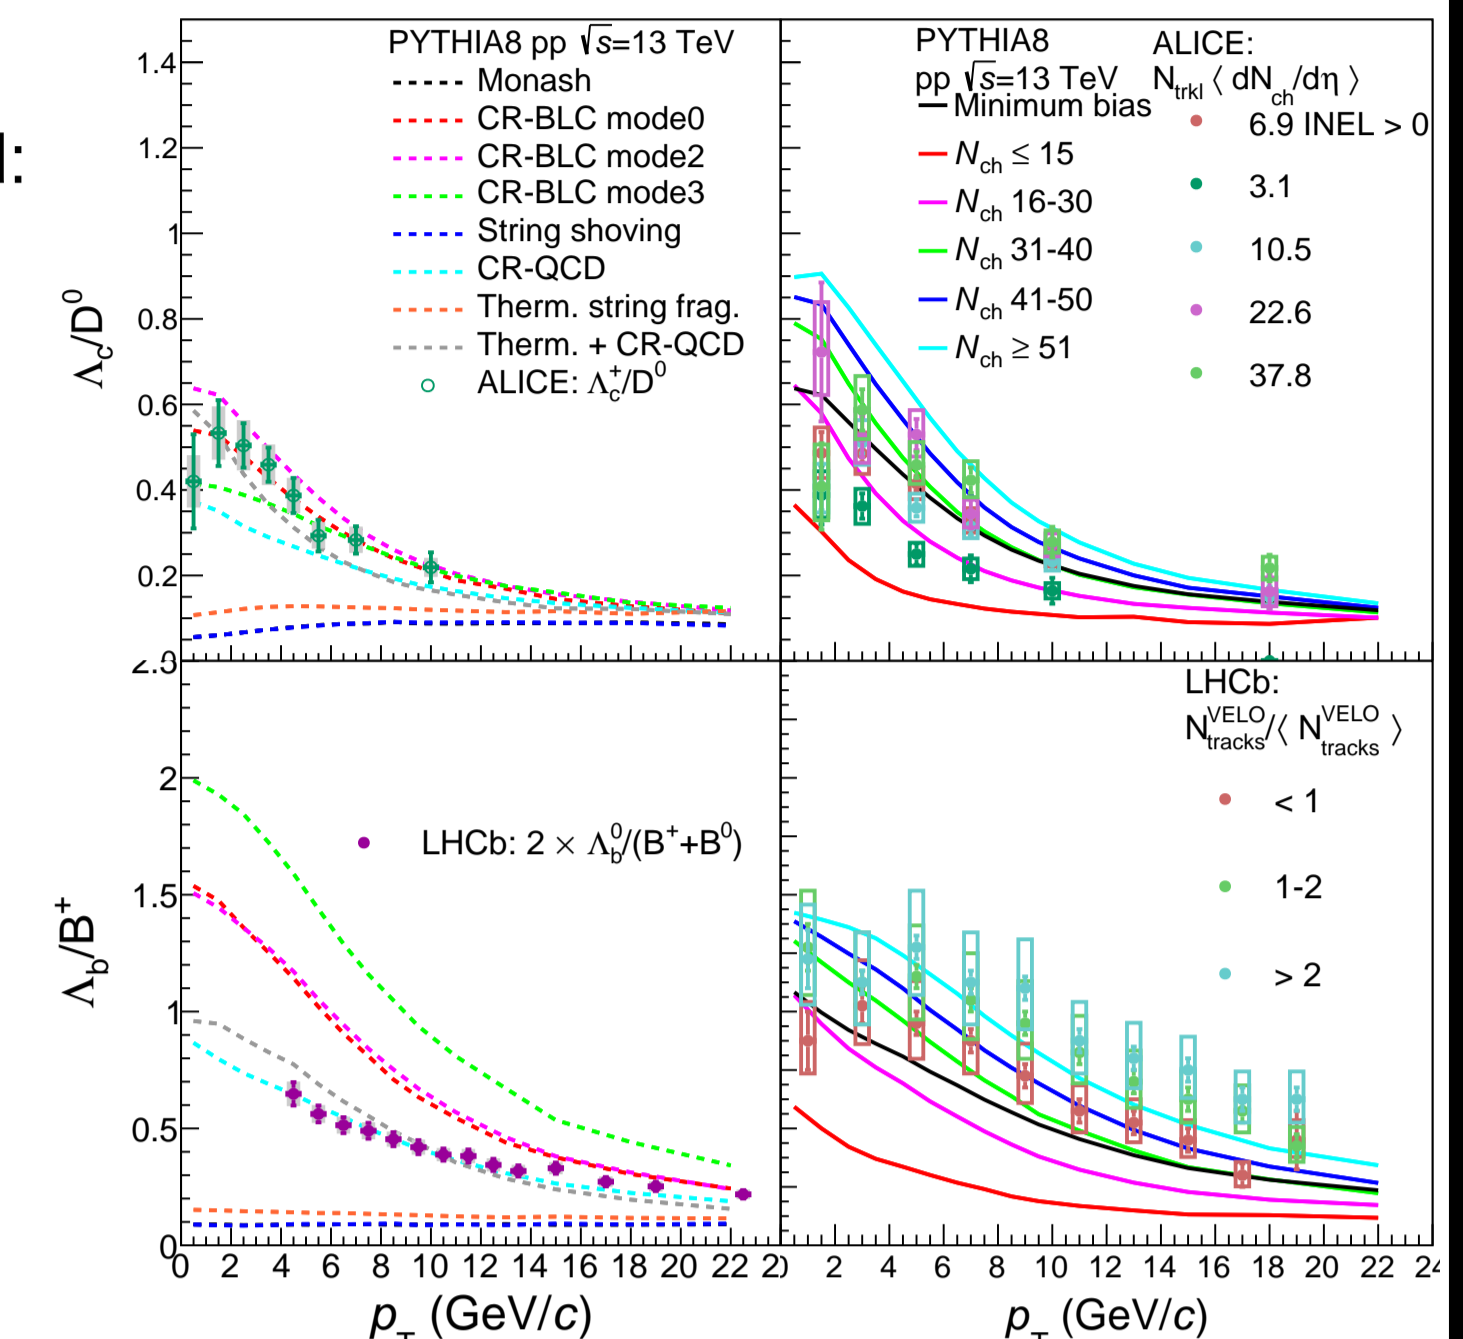 l:
PYTHIA8 pp √s=13 TeV
Monash
CR-BLC mode0
CR-BLC mode2
CR-BLC mode3
String shoving
CR-QCD
Therm. string frag.
Therm. + CR-QCD
ALICE: Λc+/D0
PYTHIA8
pp √s=13 TeV
Minimum bias
Nch ≤ 15
Nch 16-30
Nch 31-40
Nch 41-50
Nch ≥ 51
ALICE:
Ntrkl ⟨ dNch/dη ⟩
6.9 INEL > 0
3.1
10.5
22.6
37.8
Λc/D0
1.4
1.2
1
0.8
0.6
0.4
0.2
LHCb: 2 × Λb0/(B++B0)
LHCb:
NtracksVELO/⟨ NtracksVELO ⟩
< 1
1-2
> 2
Λb/B+
2
1.5
1
0.5
0
0 2 4 6 8 10 12 14 16 18 20 22
2 4 6 8 10 12 14 16 18 20 22
pT (GeV/c)
pT (GeV/c)